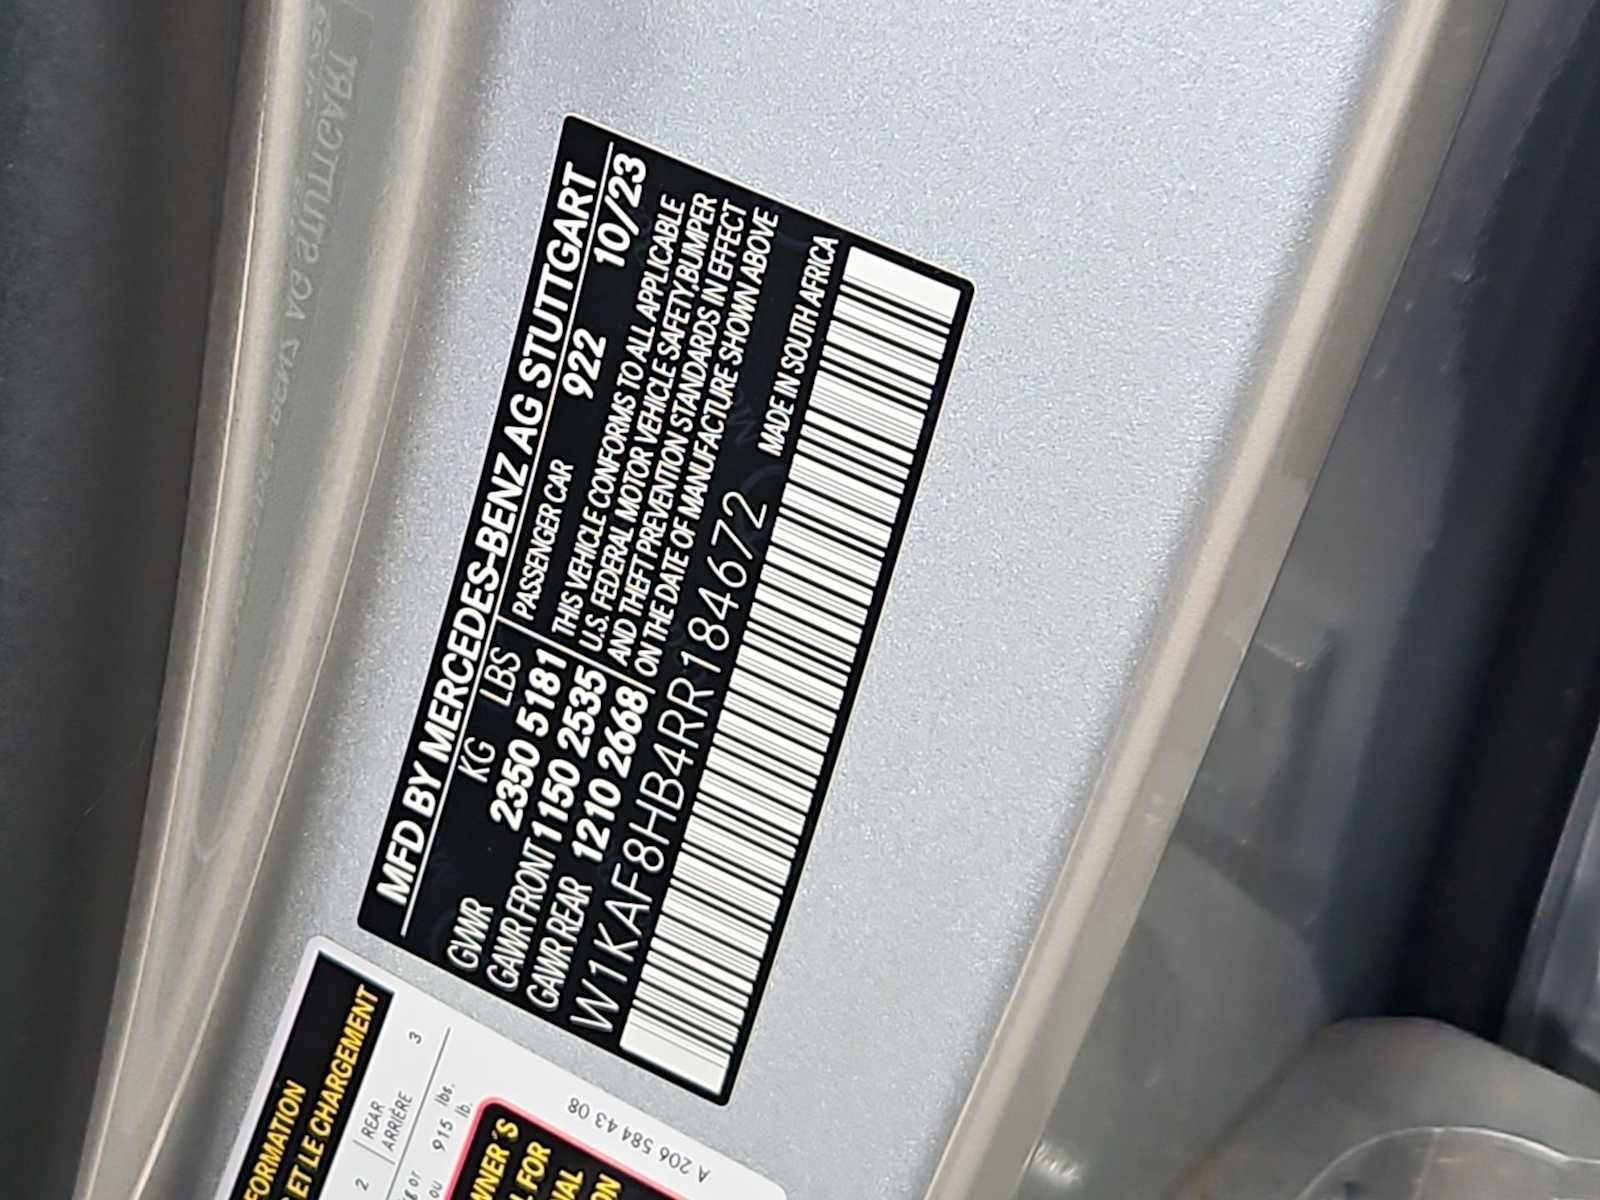 MFD BY MERCEDES-BENZ AG STUTTGART
KG LBS PASSENGER CAR 922 10/23
GVWR 2350 5181
GAWR FRONT 1150 2535
GAWR REAR 1210 2668
THIS VEHICLE CONFORMS TO ALL APPLICABLE
U.S. FEDERAL MOTOR VEHICLE SAFETY,BUMPER
AND THEFT PREVENTION STANDARDS IN EFFECT
ON THE DATE OF MANUFACTURE SHOWN ABOVE
W1KAF8HB4RR184672
MADE IN SOUTH AFRICA
ET LE CHARGEMENT
2 REAR
ARRIÈRE 3
915 lbs.
lb.
FOR
A 206 584 43 08